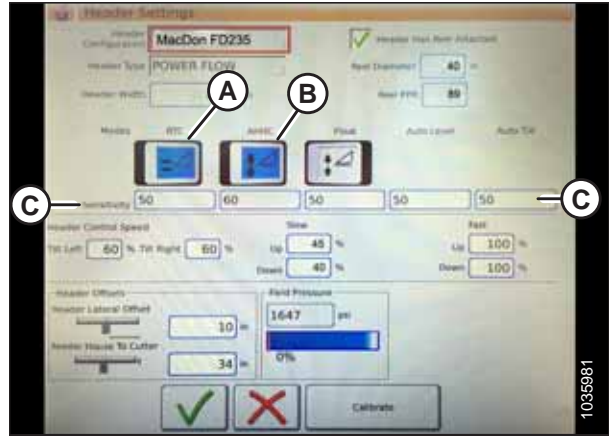 Header Settings
Header Configuration MacDon FD235 Header Has Reel Attached
Header Type POWER FLOW Reel Diameter 40 in
Header Width Reel PPR 89
A B
Modes RTC AHHC Float Auto Level Auto Tilt
C Sensitivity 50 60 50 50 50 C
Header Control Speed Slow Fast
Tilt Left 60 % Tilt Right 60 % Up 45 % Up 100 %
Down 40 % Down 100 %
Header Offsets Field Pressure
Header Lateral Offset 1647 psi
10
Feeder House To Cutter 0%
34
Calibrate
1035981